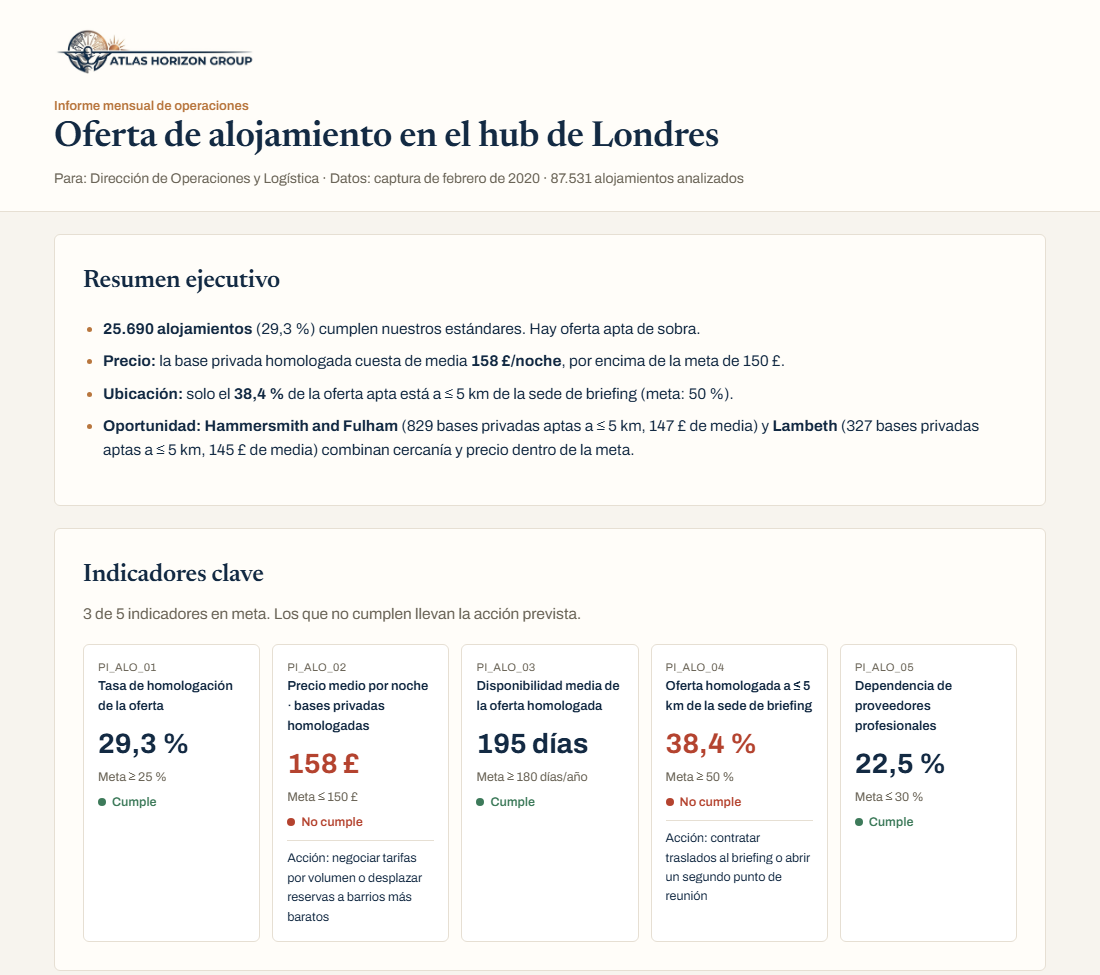 ATLAS HORIZON GROUP
Informe mensual de operaciones
Oferta de alojamiento en el hub de Londres
Para: Dirección de Operaciones y Logística · Datos: captura de febrero de 2020 · 87.531 alojamientos analizados
Resumen ejecutivo
• 25.690 alojamientos (29,3 %) cumplen nuestros estándares. Hay oferta apta de sobra.
• Precio: la base privada homologada cuesta de media 158 £/noche, por encima de la meta de 150 £.
• Ubicación: solo el 38,4 % de la oferta apta está a ≤ 5 km de la sede de briefing (meta: 50 %).
• Oportunidad: Hammersmith and Fulham (829 bases privadas aptas a ≤ 5 km, 147 £ de media) y Lambeth (327 bases privadas
aptas a ≤ 5 km, 145 £ de media) combinan cercanía y precio dentro de la meta.
Indicadores clave
3 de 5 indicadores en meta. Los que no cumplen llevan la acción prevista.
PI_ALO_01
Tasa de homologación
de la oferta
29,3 %
Meta ≥ 25 %
Cumple
PI_ALO_02
Precio medio por noche
· bases privadas
homologadas
158 £
Meta ≤ 150 £
No cumple
Acción: negociar tarifas
por volumen o desplazar
reservas a barrios más
baratos
PI_ALO_03
Disponibilidad media de
la oferta homologada
195 días
Meta ≥ 180 días/año
Cumple
PI_ALO_04
Oferta homologada a ≤ 5
km de la sede de briefing
38,4 %
Meta ≥ 50 %
No cumple
Acción: contratar
traslados al briefing o abrir
un segundo punto de
reunión
PI_ALO_05
Dependencia de
proveedores
profesionales
22,5 %
Meta ≤ 30 %
Cumple